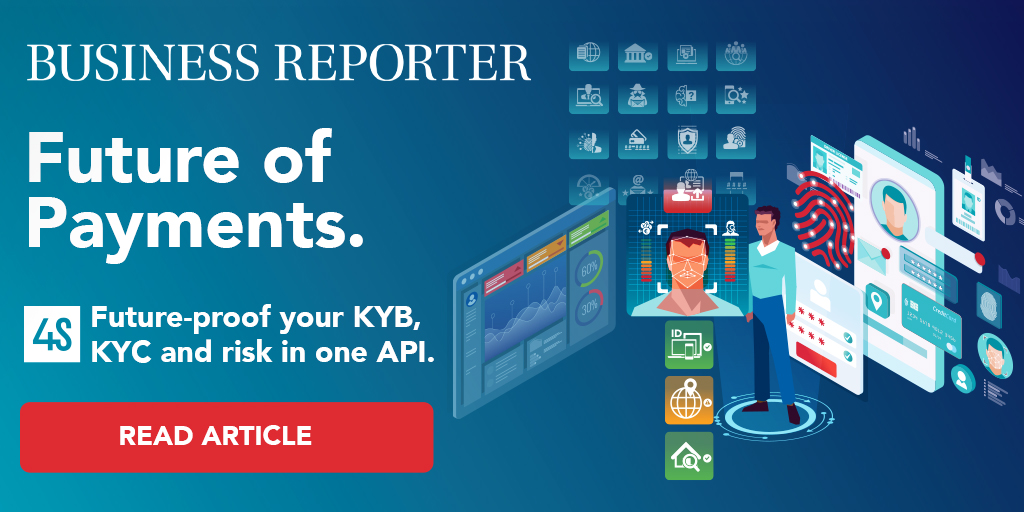 BUSINESS REPORTER
Future of
Payments.
4S
Future-proof your KYB,
KYC and risk in one API.
READ ARTICLE
60%
30%
ID